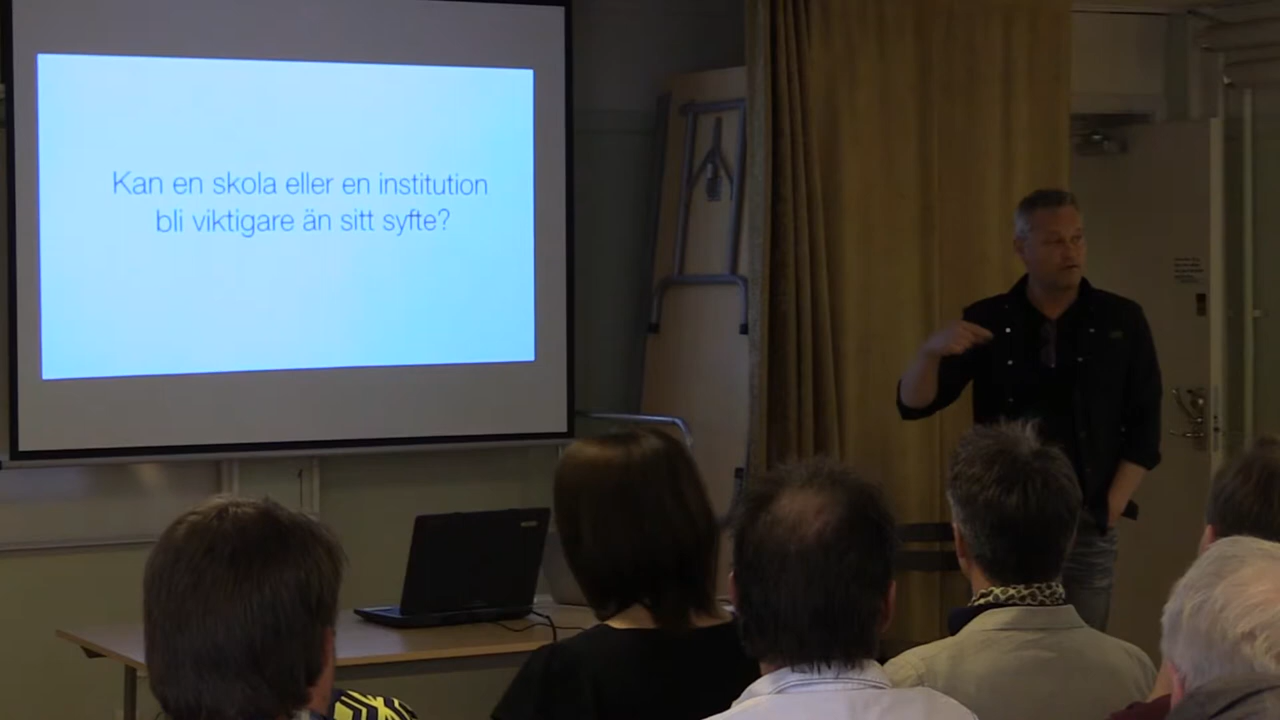 Kan en skola eller en institution
bli viktigare än sitt syfte?